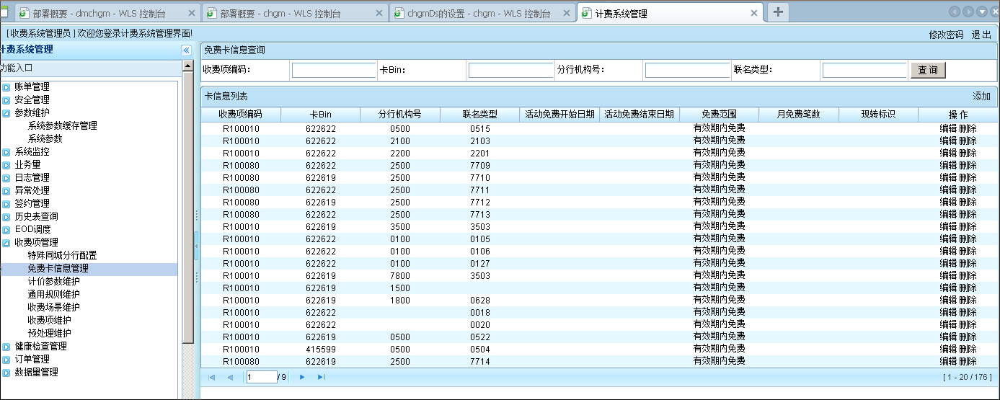 部署概要 - dmchgm - WLS 控制台 部署概要 - chgm - WLS 控制台 chgmDs的设置 - chgm - WLS 控制台 计费系统管理
[收费系统管理员 ] 欢迎您登录计费系统管理界面! 修改密码 退 出
计费系统管理
功能入口
账单管理
安全管理
参数维护
系统参数缓存管理
系统参数
系统监控
业务量
日志管理
异常处理
签约管理
历史表查询
EOD调度
收费项管理
特殊同城分行配置
免费卡信息管理
计价参数维护
通用规则维护
收费场景维护
收费项维护
预处理维护
健康检查管理
订单管理
数据量管理
免费卡信息查询
收费项编码: 卡Bin: 分行机构号: 联名类型: 查 询
卡信息列表 添加
收费项编码 卡Bin 分行机构号 联名类型 活动免费开始日期 活动免费结束日期 免费范围 月免费笔数 现转标识 操 作
R100010 622622 0500 0515 有效期内免费 编辑 删除
R100010 622622 2100 2103 有效期内免费 编辑 删除
R100010 622622 2200 2201 有效期内免费 编辑 删除
R100080 622622 2500 7709 有效期内免费 编辑 删除
R100080 622619 2500 7710 有效期内免费 编辑 删除
R100080 622622 2500 7711 有效期内免费 编辑 删除
R100080 622619 2500 7712 有效期内免费 编辑 删除
R100080 622622 2500 7713 有效期内免费 编辑 删除
R100010 622619 3500 3503 有效期内免费 编辑 删除
R100010 622622 0100 0105 有效期内免费 编辑 删除
R100010 622622 0100 0106 有效期内免费 编辑 删除
R100010 622622 0100 0127 有效期内免费 编辑 删除
R100010 622619 7800 3503 有效期内免费 编辑 删除
R100010 622619 1500 有效期内免费 编辑 删除
R100010 622619 1800 0628 有效期内免费 编辑 删除
R100010 622622 0018 有效期内免费 编辑 删除
R100010 622622 0020 有效期内免费 编辑 删除
R100010 622619 0500 0522 有效期内免费 编辑 删除
R100010 415599 0500 0504 有效期内免费 编辑 删除
R100080 622619 2500 7714 有效期内免费 编辑 删除
1 / 9 [ 1 - 20 / 176 ]